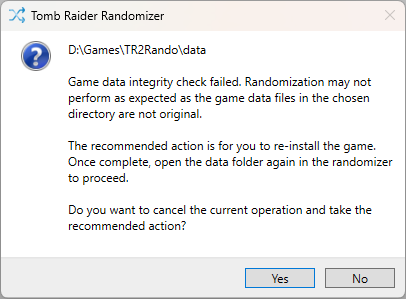 Tomb Raider Randomizer
D:\Games\TR2Rando\data
Game data integrity check failed. Randomization may not
perform as expected as the game data files in the chosen
directory are not original.
The recommended action is for you to re-install the game.
Once complete, open the data folder again in the randomizer
to proceed.
Do you want to cancel the current operation and take the
recommended action?
Yes
No